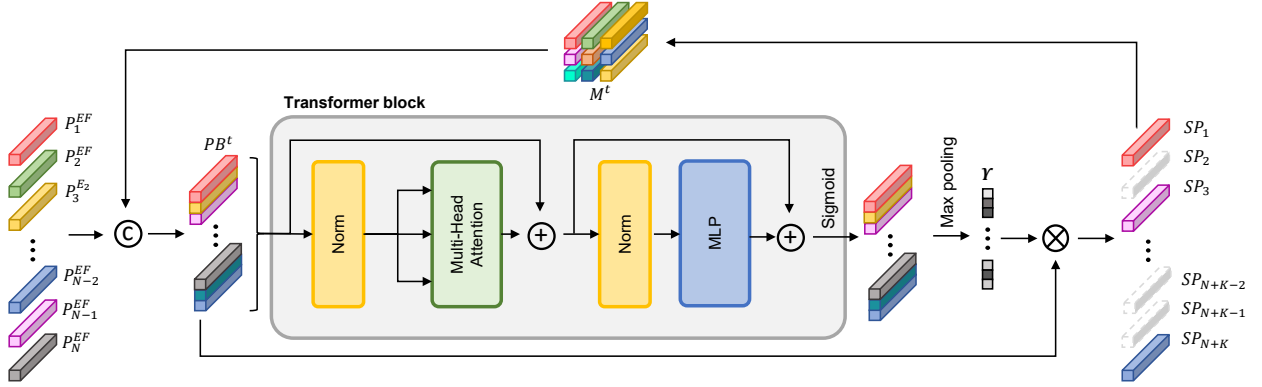 M^t
Transformer block
P_1^{EF}
P_2^{EF}
P_3^{E_2}
P_{N-2}^{EF}
P_{N-1}^{EF}
P_N^{EF}
C
PB^t
Norm
Multi-Head
Attention
+
Norm
MLP
+
Sigmoid
Max pooling
ϒ
SP_1
SP_2
SP_3
SP_{N+K-2}
SP_{N+K-1}
SP_{N+K}